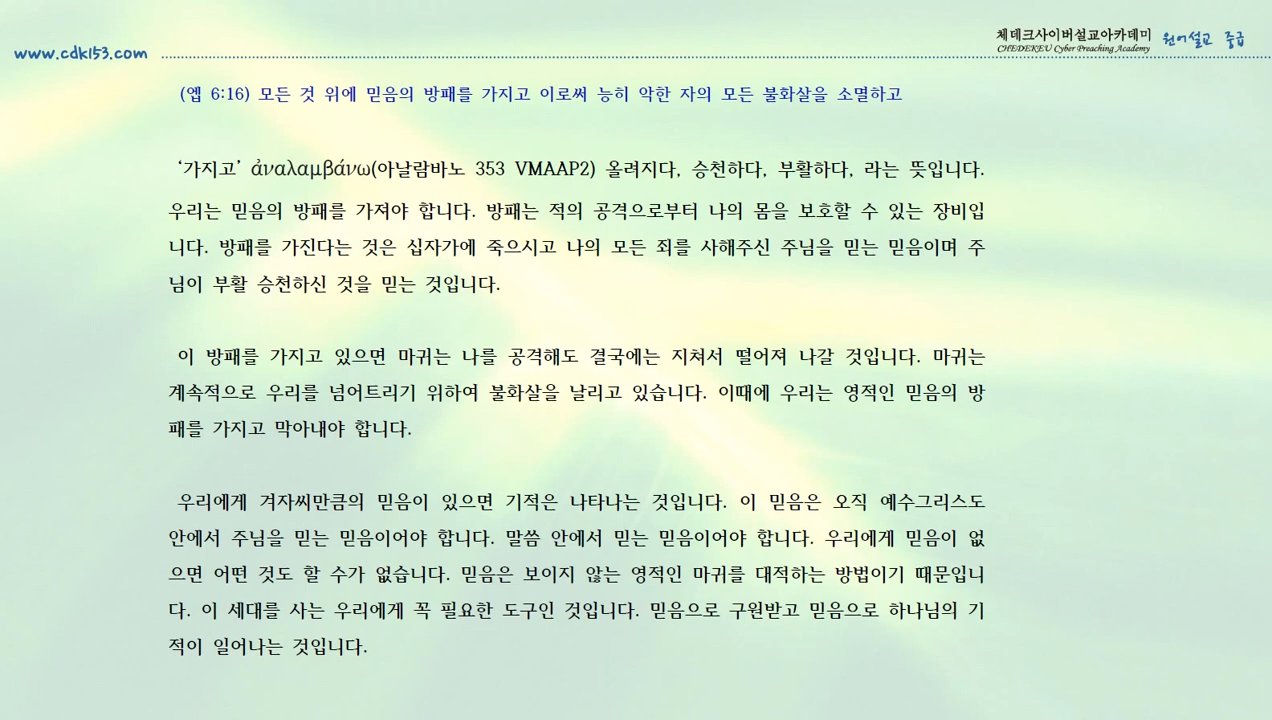 www.cdk153.com
체데크사이버설교아카데미 원어설교 중급
CHEDEKEU Cyber Preaching Academy
(엡 6:16) 모든 것 위에 믿음의 방패를 가지고 이로써 능히 악한 자의 모든 불화살을 소멸하고
‘가지고’ ἀναλαμβάνω(아날람바노 353 VMAAP2) 올려지다, 승천하다, 부활하다, 라는 뜻입니다.
우리는 믿음의 방패를 가져야 합니다. 방패는 적의 공격으로부터 나의 몸을 보호할 수 있는 장비입
니다. 방패를 가진다는 것은 십자가에 죽으시고 나의 모든 죄를 사해주신 주님을 믿는 믿음이며 주
님이 부활 승천하신 것을 믿는 것입니다.
이 방패를 가지고 있으면 마귀는 나를 공격해도 결국에는 지쳐서 떨어져 나갈 것입니다. 마귀는
계속적으로 우리를 넘어트리기 위하여 불화살을 날리고 있습니다. 이때에 우리는 영적인 믿음의 방
패를 가지고 막아내야 합니다.
우리에게 겨자씨만큼의 믿음이 있으면 기적은 나타나는 것입니다. 이 믿음은 오직 예수그리스도
안에서 주님을 믿는 믿음이어야 합니다. 말씀 안에서 믿는 믿음이어야 합니다. 우리에게 믿음이 없
으면 어떤 것도 할 수가 없습니다. 믿음은 보이지 않는 영적인 마귀를 대적하는 방법이기 때문입니
다. 이 세대를 사는 우리에게 꼭 필요한 도구인 것입니다. 믿음으로 구원받고 믿음으로 하나님의 기
적이 일어나는 것입니다.